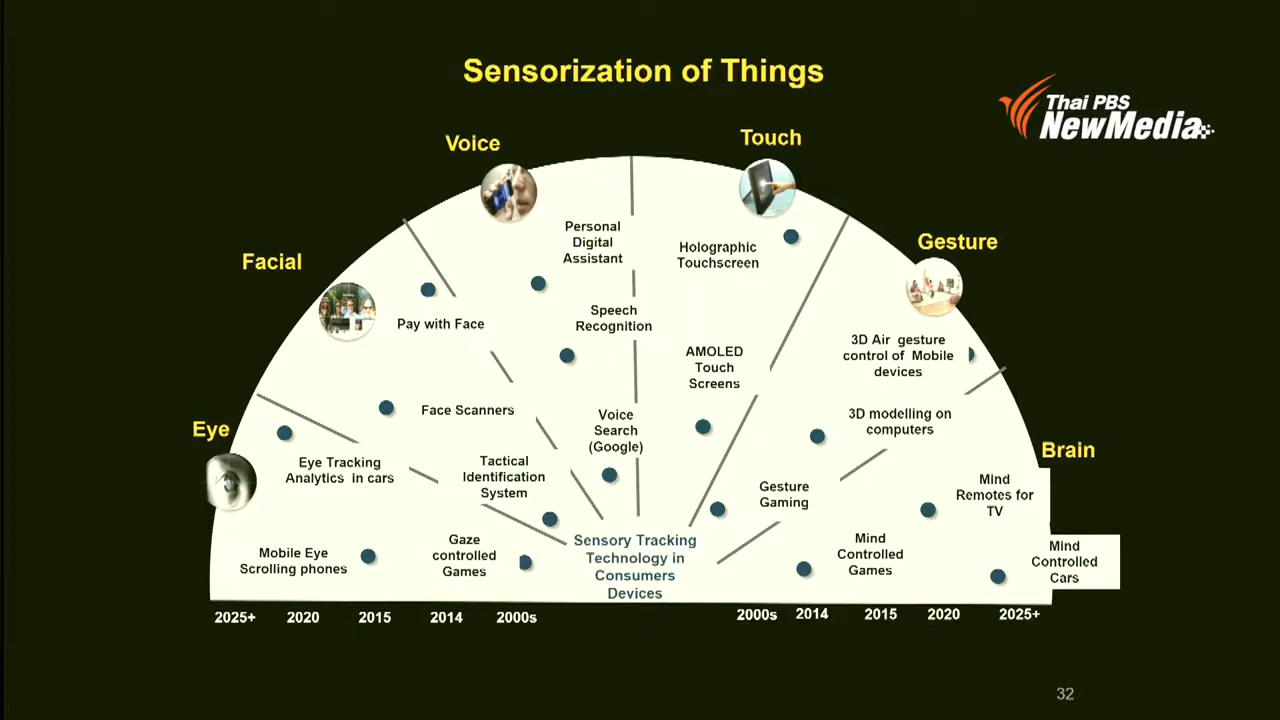 Sensorization of Things
Thai PBS
NewMedia
Voice
Touch
Facial
Gesture
Eye
Brain
Personal
Digital
Assistant
Holographic
Touchscreen
Pay with Face
Speech
Recognition
AMOLED
Touch
Screens
3D Air gesture
control of Mobile
devices
Face Scanners
Voice
Search
(Google)
3D modelling on
computers
Eye Tracking
Analytics in cars
Tactical
Identification
System
Gesture
Gaming
Mind
Remotes for
TV
Mobile Eye
Scrolling phones
Gaze
controlled
Games
Sensory Tracking
Technology in
Consumers
Devices
Mind
Controlled
Games
Mind
Controlled
Cars
2025+ 2020 2015 2014 2000s 2000s 2014 2015 2020 2025+
32